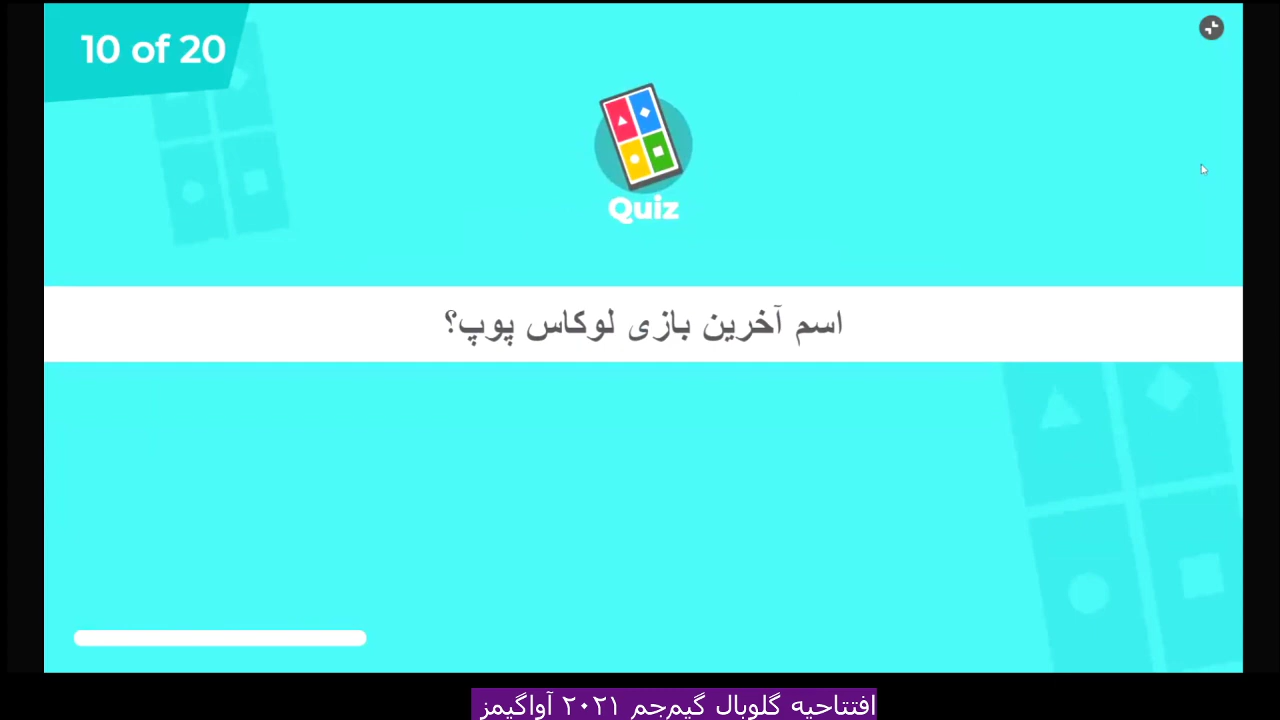 10 of 20
Quiz
اسم آخرین بازی لوکاس پوپ؟
افتتاحیه گلوبال گیم‌جم ۲۰۲۱ آواگیمز